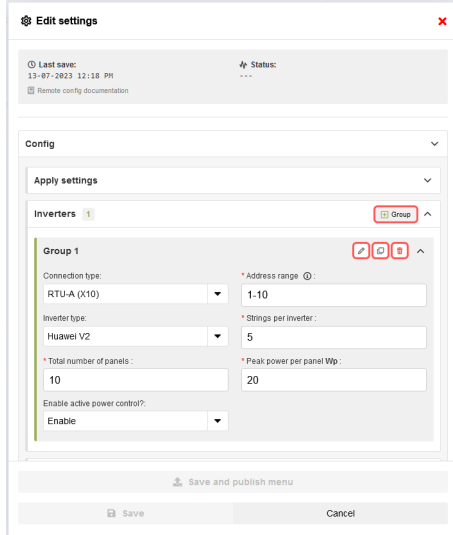 Edit settings
Last save:
13-07-2023 12:18 PM
Remote config documentation
Status:
---
Config
Apply settings
Inverters 1
Group
Group 1
Connection type:
* Address range :
RTU-A (X10)
1-10
Inverter type:
* Strings per inverter :
Huawei V2
5
* Total number of panels :
* Peak power per panel Wp :
10
20
Enable active power control?:
Enable
Save and publish menu
Save
Cancel